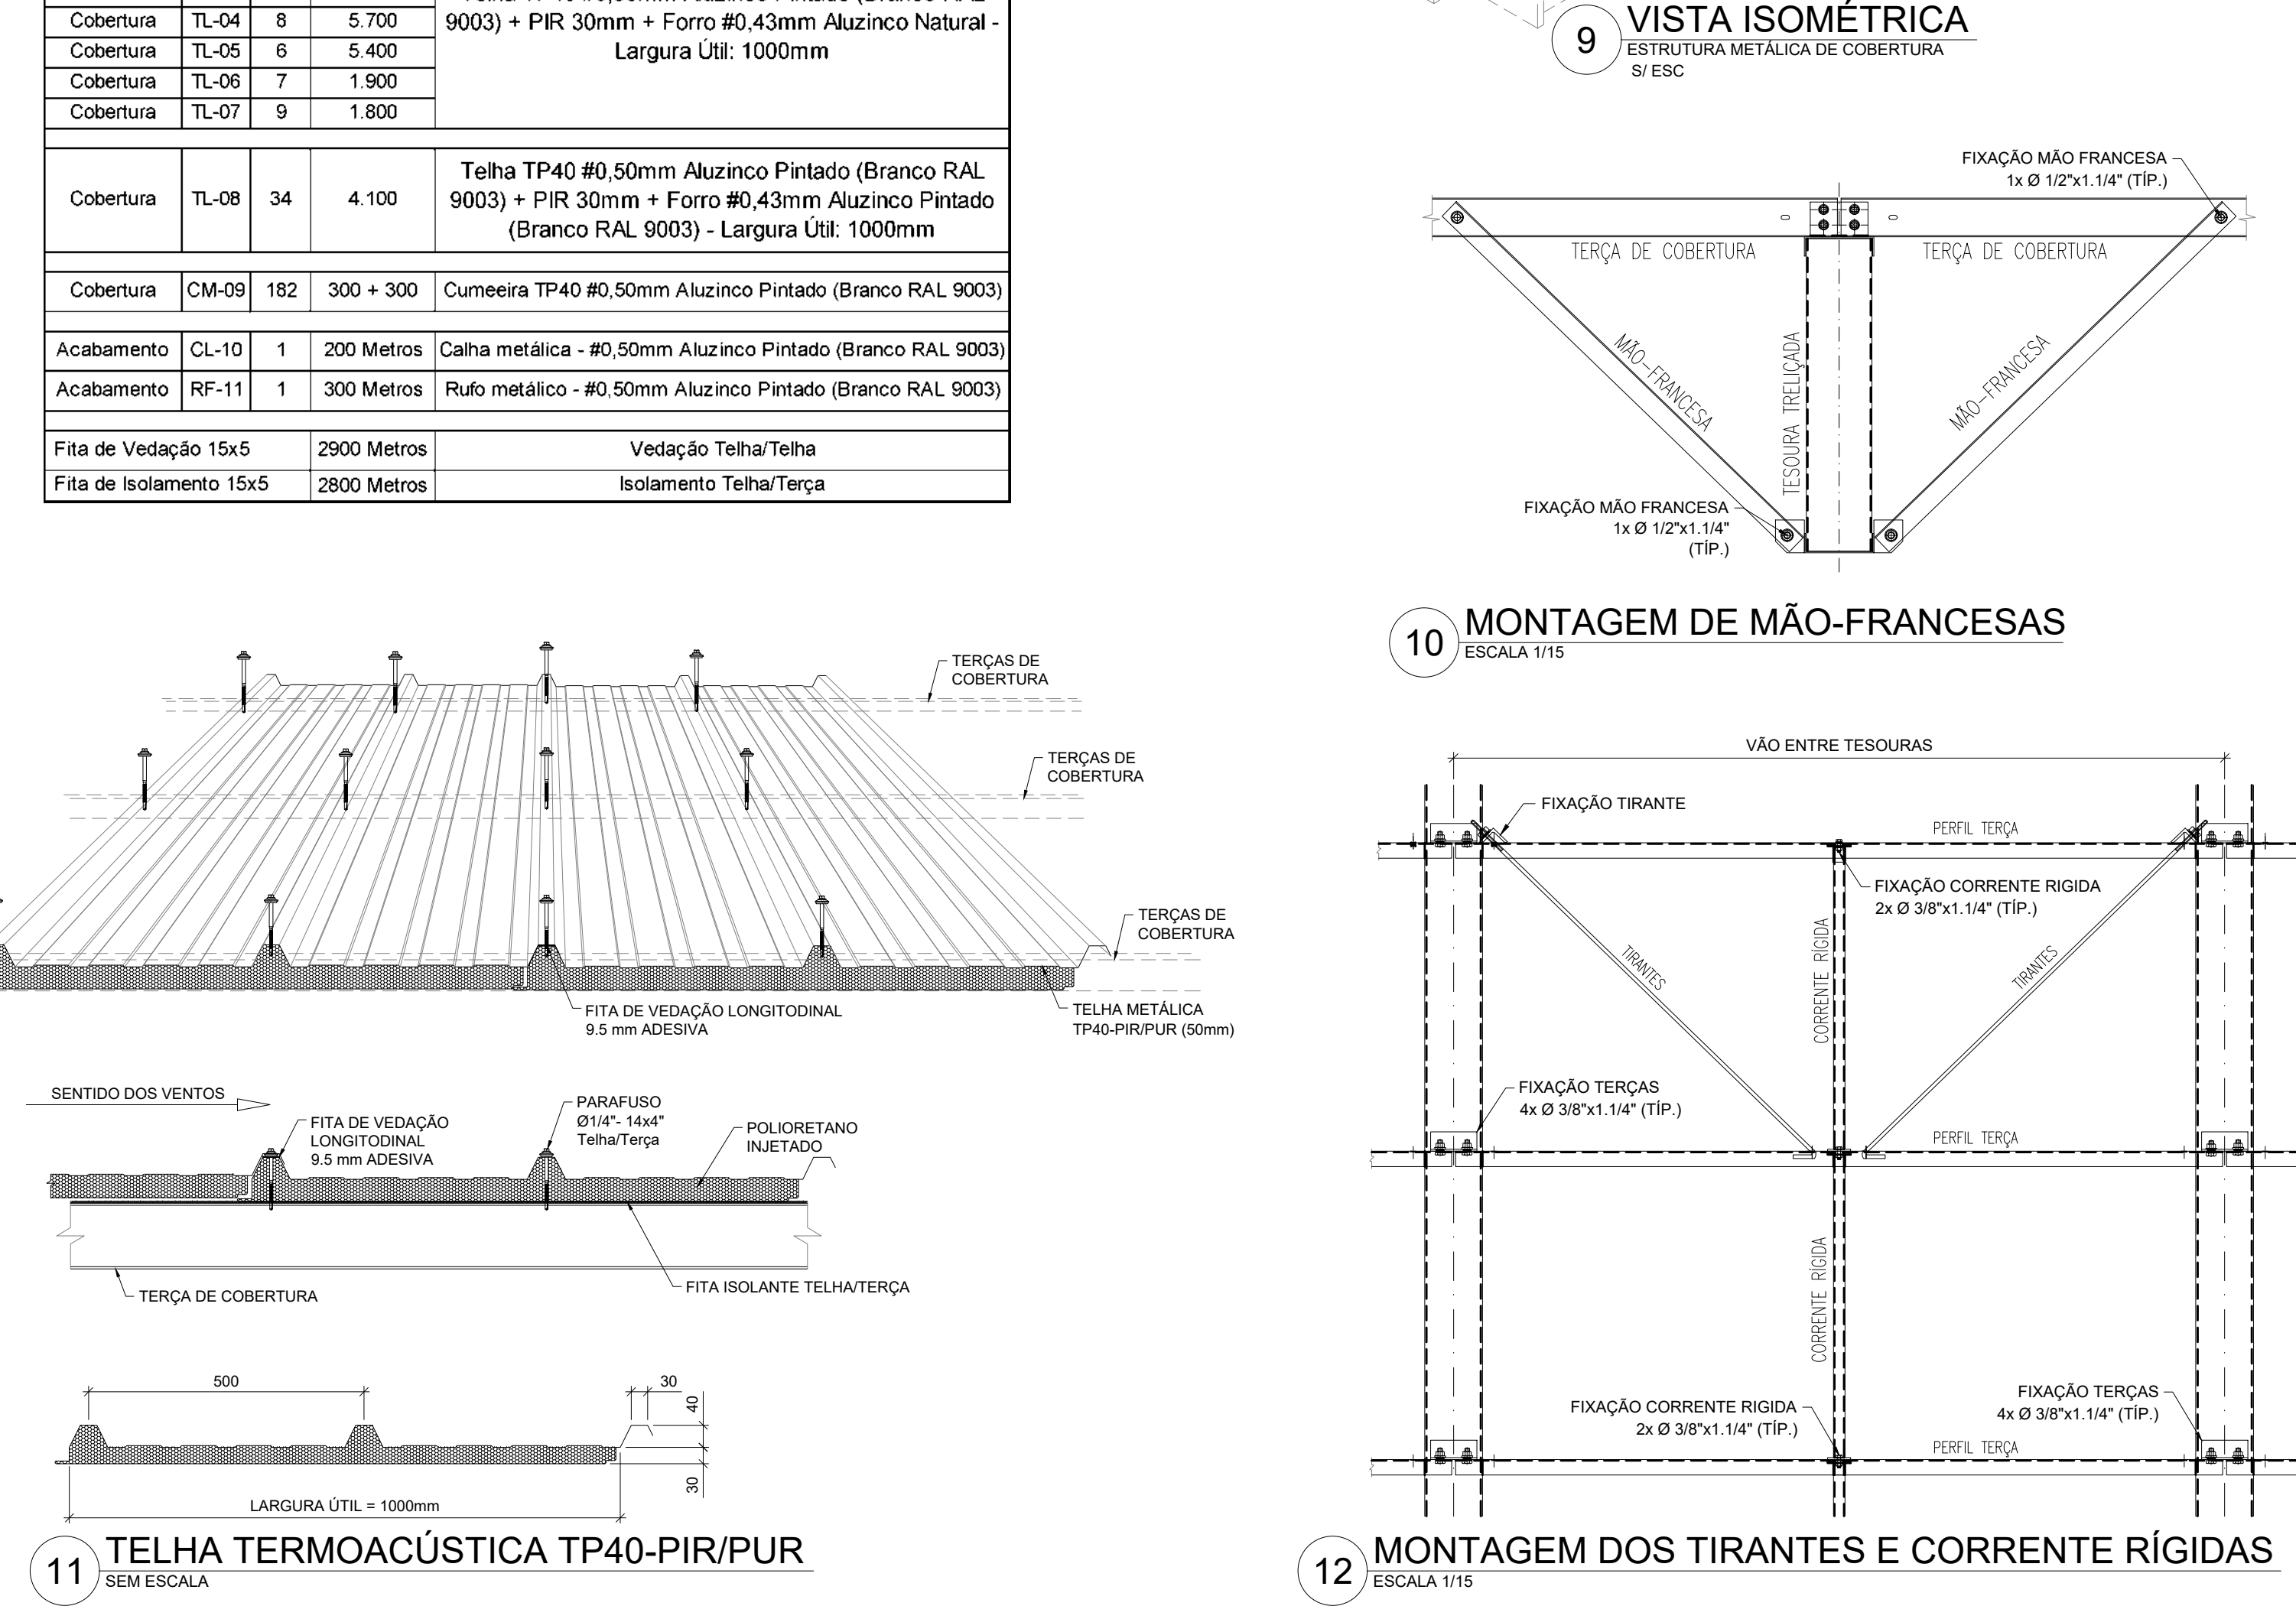 Cobertura TL-04 8 5.700
Cobertura TL-05 6 5.400
Cobertura TL-06 7 1.900
Cobertura TL-07 9 1.800
9003) + PIR 30mm + Forro #0,43mm Aluzinco Natural -
Largura Útil: 1000mm
Cobertura TL-08 34 4.100
Telha TP40 #0,50mm Aluzinco Pintado (Branco RAL
9003) + PIR 30mm + Forro #0,43mm Aluzinco Pintado
(Branco RAL 9003) - Largura Útil: 1000mm
Cobertura CM-09 182 300 + 300 Cumeeira TP40 #0,50mm Aluzinco Pintado (Branco RAL 9003)
Acabamento CL-10 1 200 Metros Calha metálica - #0,50mm Aluzinco Pintado (Branco RAL 9003)
Acabamento RF-11 1 300 Metros Rufo metálico - #0,50mm Aluzinco Pintado (Branco RAL 9003)
Fita de Vedação 15x5 2900 Metros Vedação Telha/Telha
Fita de Isolamento 15x5 2800 Metros Isolamento Telha/Terça
9 VISTA ISOMÉTRICA
ESTRUTURA METÁLICA DE COBERTURA
S/ ESC
FIXAÇÃO MÃO FRANCESA
1x Ø 1/2"x1.1/4" (TÍP.)
TERÇA DE COBERTURA
TERÇA DE COBERTURA
MÃO-FRANCESA
TESOURA TRELIÇADA
MÃO-FRANCESA
FIXAÇÃO MÃO FRANCESA
1x Ø 1/2"x1.1/4"
(TÍP.)
10 MONTAGEM DE MÃO-FRANCESAS
ESCALA 1/15
TERÇAS DE
COBERTURA
TERÇAS DE
COBERTURA
TERÇAS DE
COBERTURA
FITA DE VEDAÇÃO LONGITODINAL
9.5 mm ADESIVA
TELHA METÁLICA
TP40-PIR/PUR (50mm)
SENTIDO DOS VENTOS
FITA DE VEDAÇÃO
LONGITODINAL
9.5 mm ADESIVA
PARAFUSO
Ø1/4"- 14x4"
Telha/Terça
POLIORETANO
INJETADO
TERÇA DE COBERTURA
FITA ISOLANTE TELHA/TERÇA
500
30
40
30
LARGURA ÚTIL = 1000mm
11 TELHA TERMOACÚSTICA TP40-PIR/PUR
SEM ESCALA
VÃO ENTRE TESOURAS
FIXAÇÃO TIRANTE
PERFIL TERÇA
FIXAÇÃO CORRENTE RIGIDA
2x Ø 3/8"x1.1/4" (TÍP.)
TIRANTES
CORRENTE RÍGIDA
TIRANTES
FIXAÇÃO TERÇAS
4x Ø 3/8"x1.1/4" (TÍP.)
PERFIL TERÇA
CORRENTE RÍGIDA
FIXAÇÃO CORRENTE RIGIDA
2x Ø 3/8"x1.1/4" (TÍP.)
FIXAÇÃO TERÇAS
4x Ø 3/8"x1.1/4" (TÍP.)
PERFIL TERÇA
12 MONTAGEM DOS TIRANTES E CORRENTE RÍGIDAS
ESCALA 1/15